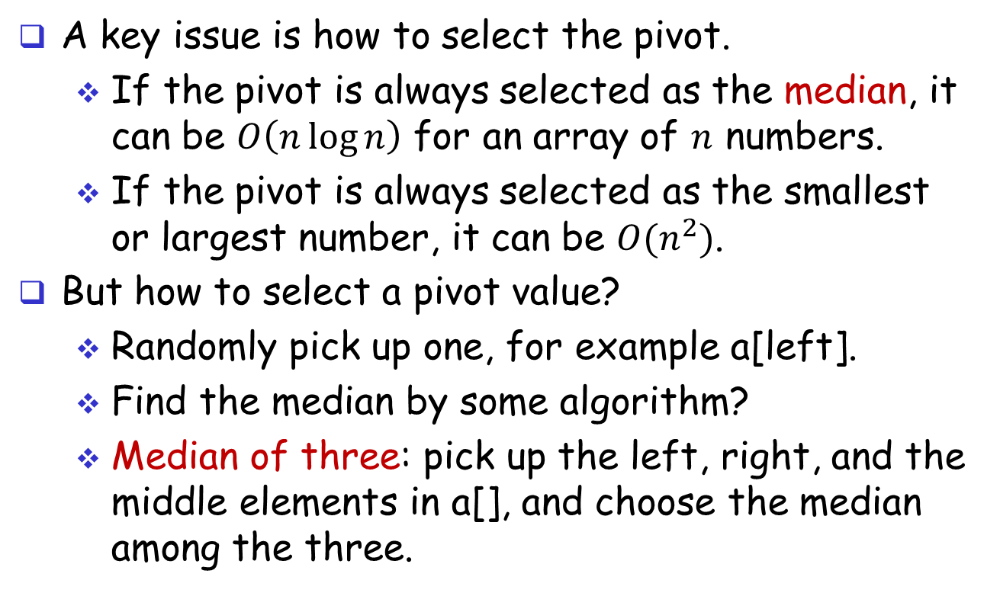 A key issue is how to select the pivot.
If the pivot is always selected as the median, it
can be O(n log n) for an array of n numbers.
If the pivot is always selected as the smallest
or largest number, it can be O(n²).
But how to select a pivot value?
Randomly pick up one, for example a[left].
Find the median by some algorithm?
Median of three: pick up the left, right, and the
middle elements in a[], and choose the median
among the three.